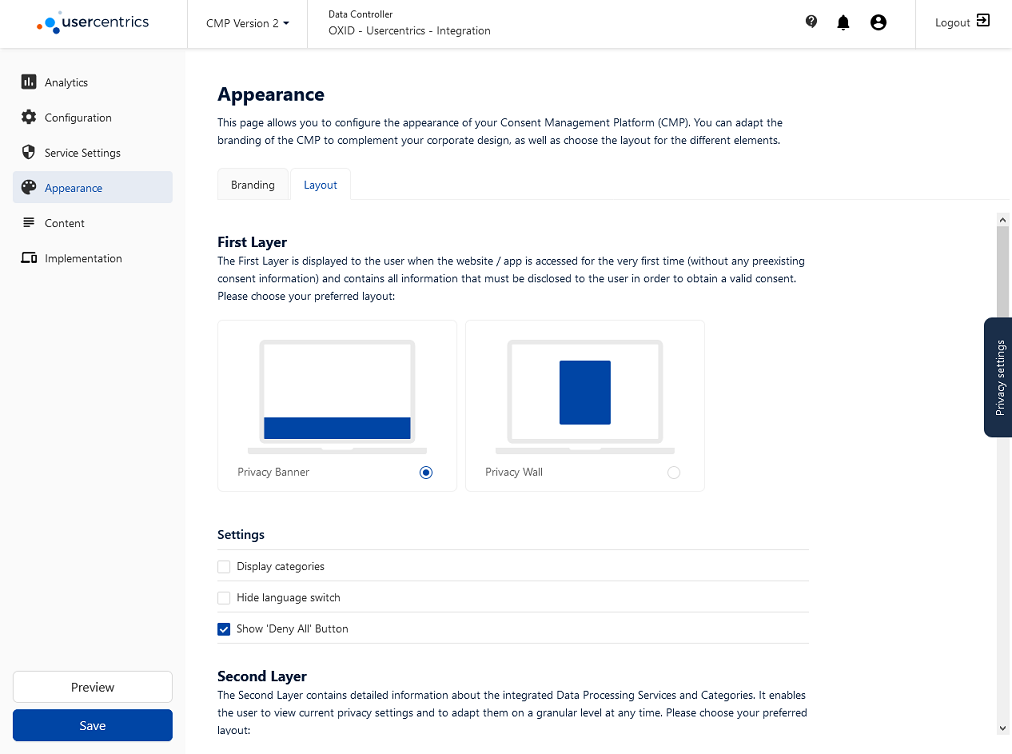 usercentrics
CMP Version 2
Data Controller
OXID - Usercentrics - Integration
Logout
Analytics
Configuration
Service Settings
Appearance
Content
Implementation
Preview
Save
Appearance
This page allows you to configure the appearance of your Consent Management Platform (CMP). You can adapt the
branding of the CMP to complement your corporate design, as well as choose the layout for the different elements.
Branding
Layout
First Layer
The First Layer is displayed to the user when the website / app is accessed for the very first time (without any preexisting
consent information) and contains all information that must be disclosed to the user in order to obtain a valid consent.
Please choose your preferred layout:
Privacy Banner
Privacy Wall
Settings
Display categories
Hide language switch
Show 'Deny All' Button
Second Layer
The Second Layer contains detailed information about the integrated Data Processing Services and Categories. It enables
the user to view current privacy settings and to adapt them on a granular level at any time. Please choose your preferred
layout:
Privacy settings